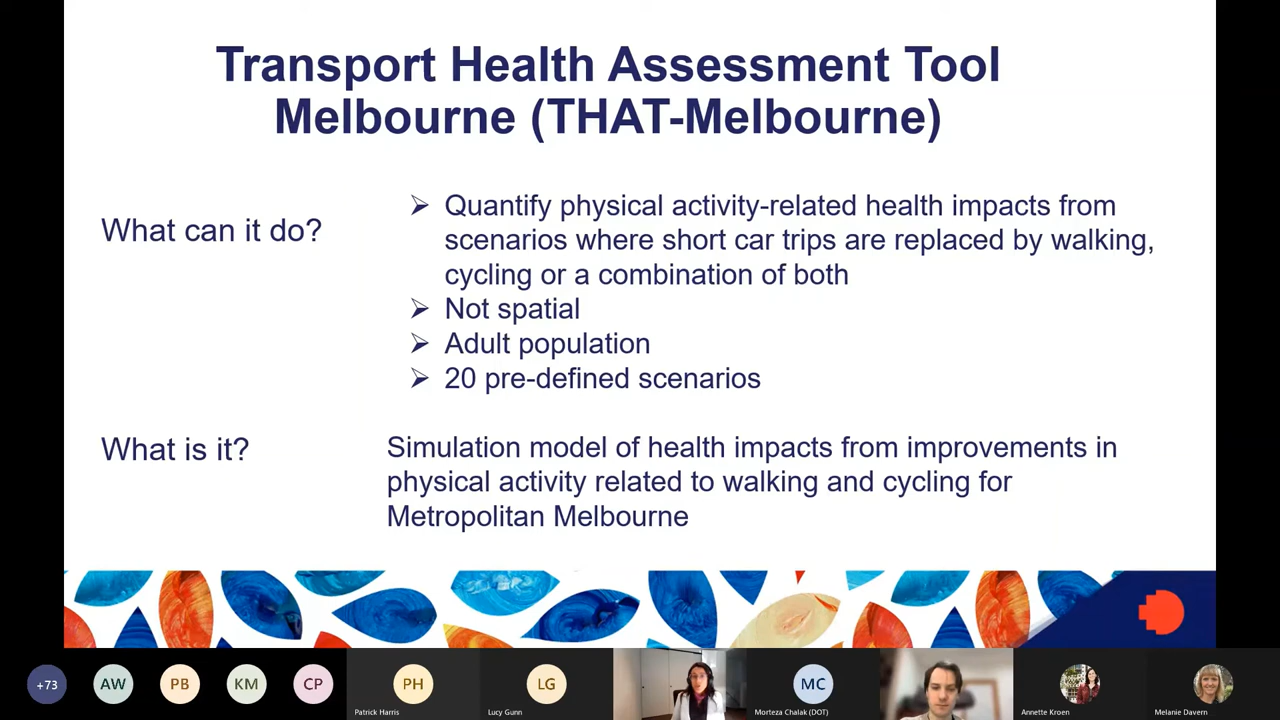 Transport Health Assessment Tool
Melbourne (THAT-Melbourne)
What can it do?
Quantify physical activity-related health impacts from
scenarios where short car trips are replaced by walking,
cycling or a combination of both
Not spatial
Adult population
20 pre-defined scenarios
What is it?
Simulation model of health impacts from improvements in
physical activity related to walking and cycling for
Metropolitan Melbourne
+73
AW
PB
KM
CP
PH
Patrick Harris
LG
Lucy Gunn
MC
Morteza Chalak (DOT)
Annette Kroen
Melanie Davern